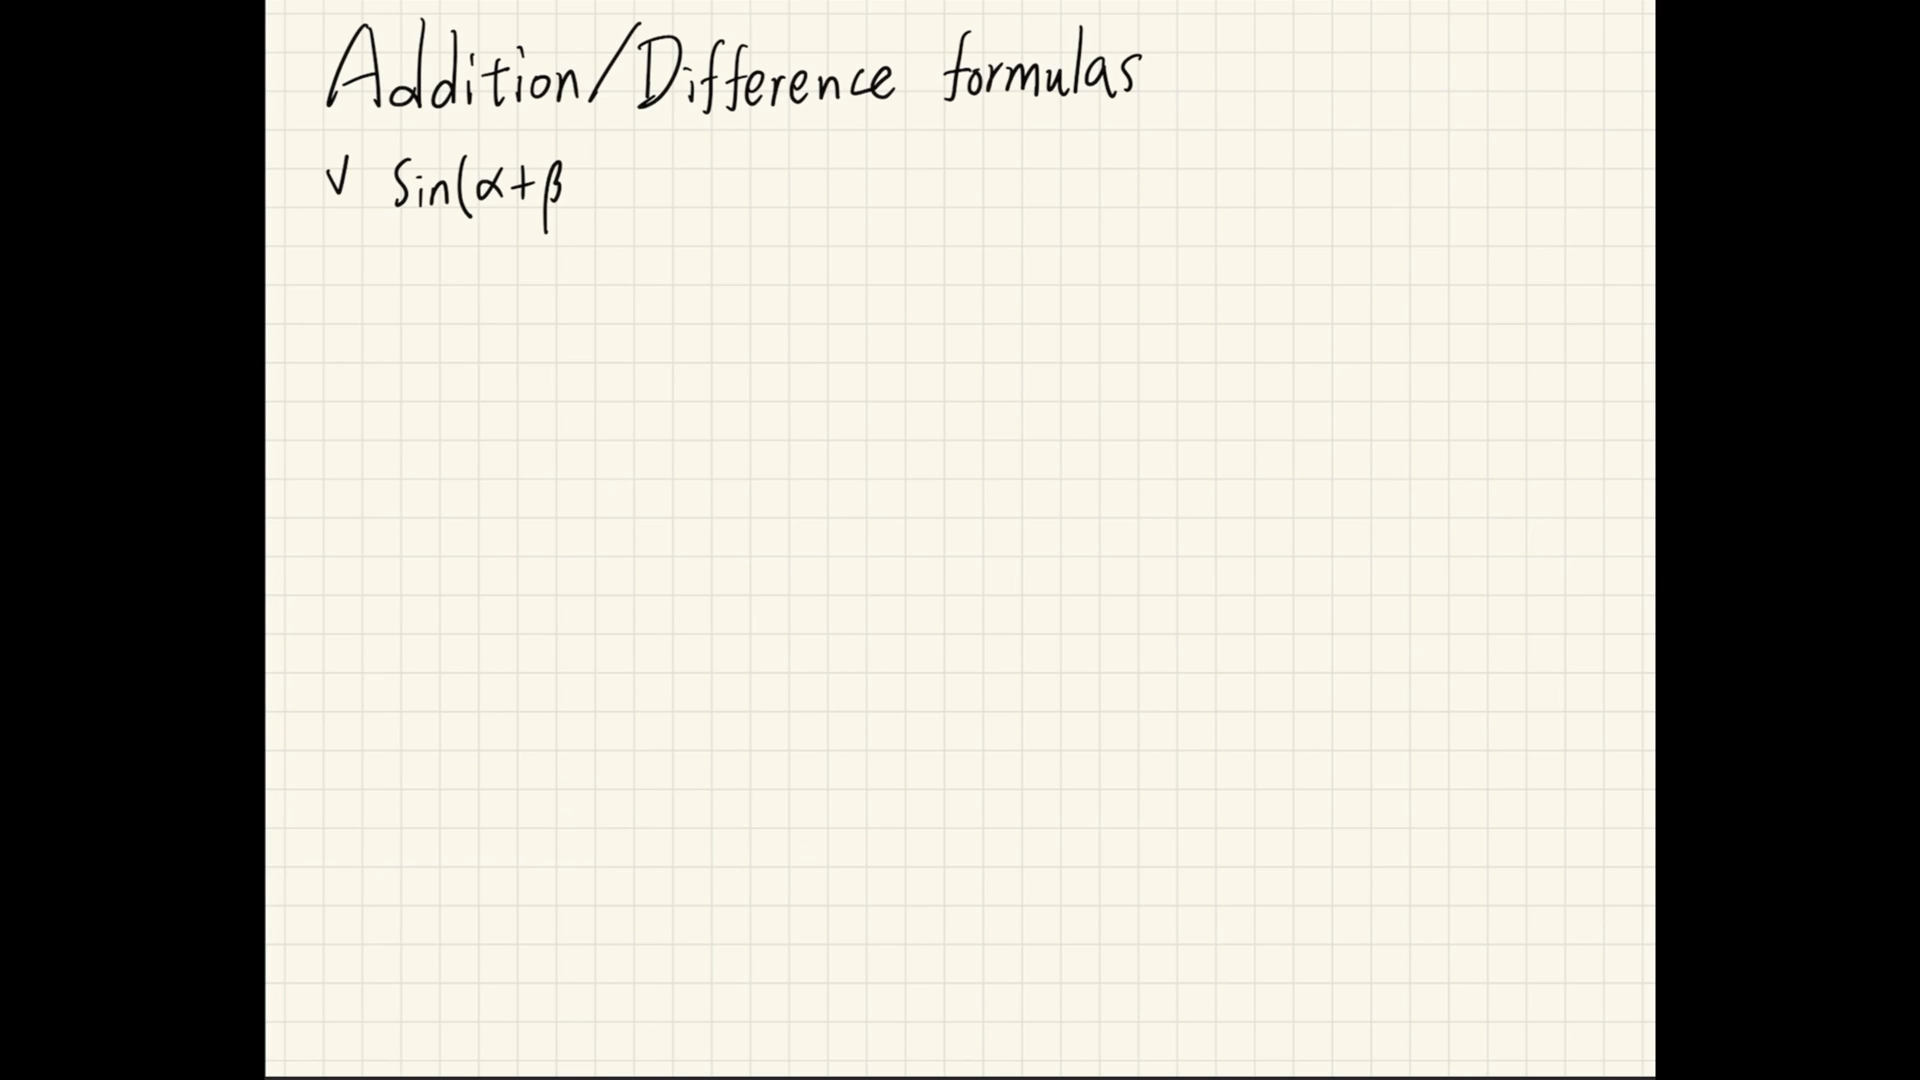 Addition/Difference formulas
✓ Sin(α+β